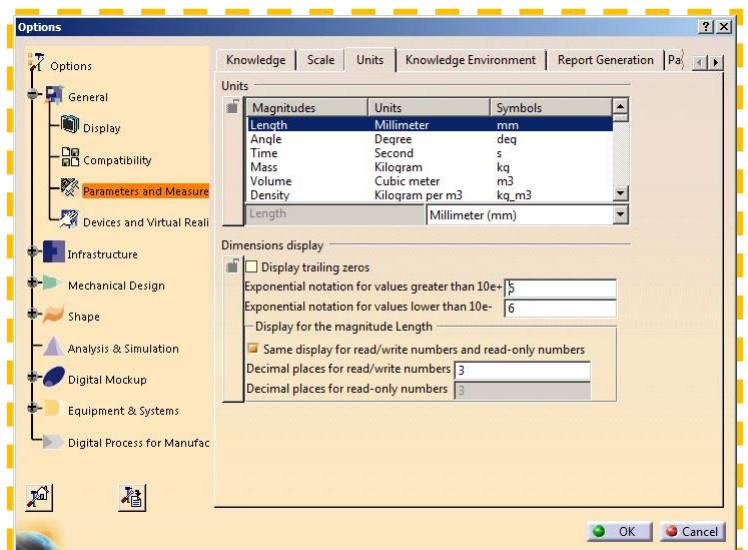 Options
Options
General
Display
Compatibility
Parameters and Measure
Devices and Virtual Reali
Infrastructure
Mechanical Design
Shape
Analysis & Simulation
Digital Mockup
Equipment & Systems
Digital Process for Manufac
Knowledge Scale Units Knowledge Environment Report Generation Pa
Units
Magnitudes Units Symbols
Length Millimeter mm
Angle Degree deg
Time Second s
Mass Kilogram kg
Volume Cubic meter m3
Density Kilogram per m3 kg_m3
Length Millimeter (mm)
Dimensions display
Display trailing zeros
Exponential notation for values greater than 10e+ 5
Exponential notation for values lower than 10e- 6
Display for the magnitude Length
Same display for read/write numbers and read-only numbers
Decimal places for read/write numbers 3
Decimal places for read-only numbers 3
OK Cancel